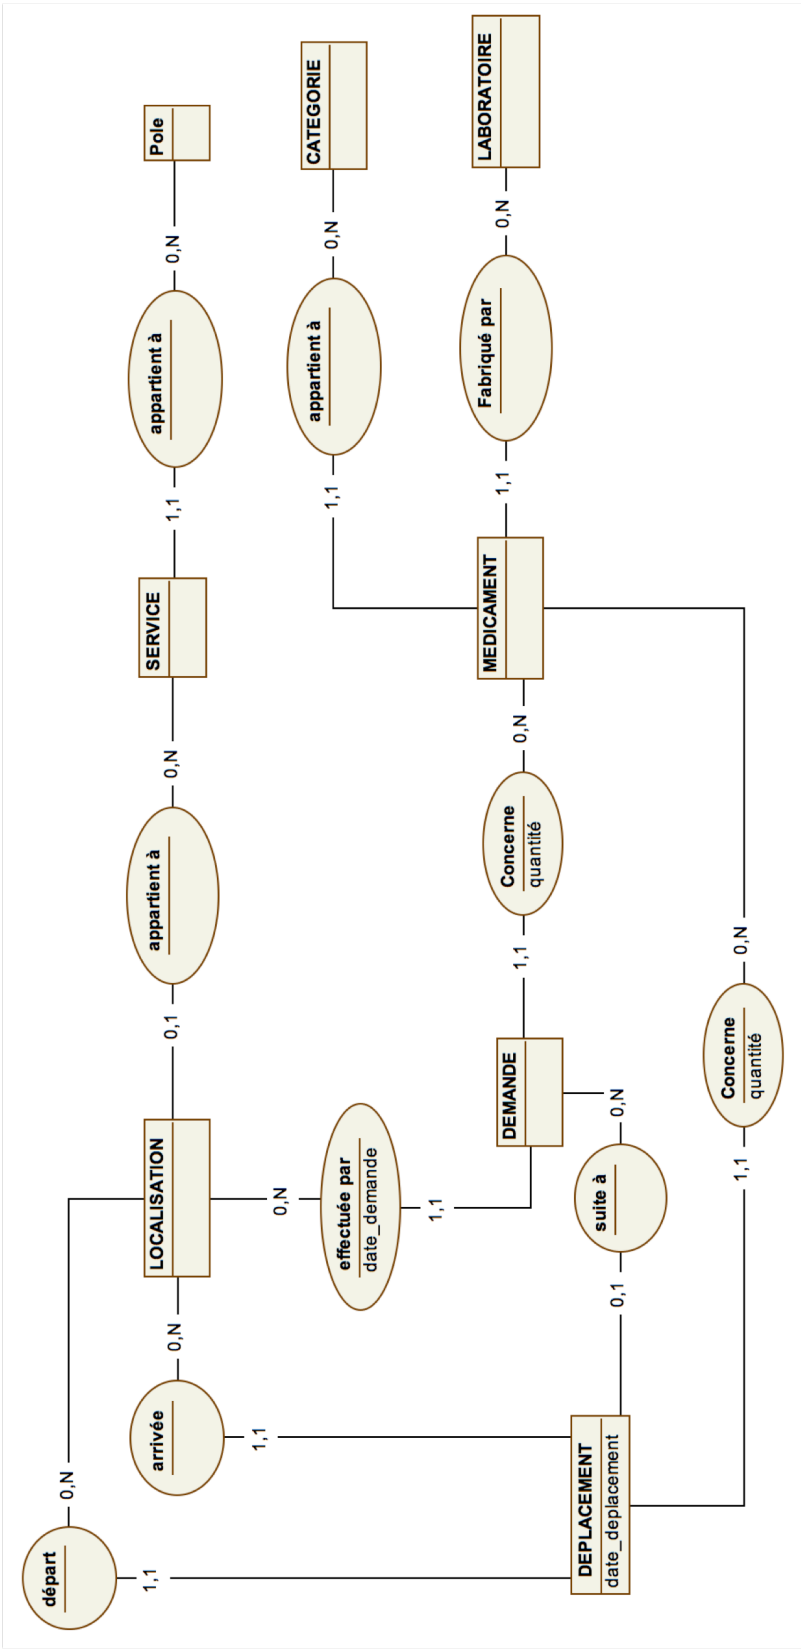 départ
0,N
1,1
arrivée
0,N
LOCALISATION
0,1
appartient à
0,N
SERVICE
1,1
appartient à
0,N
Pole
1,1
0,N
effectuée par
date_demande
1,1
1,1
appartient à
0,N
CATEGORIE
DEMANDE
1,1
Concerne
quantité
0,N
MEDICAMENT
1,1
Fabriqué par
0,N
LABORATOIRE
DEPLACEMENT
date_deplacement
0,1
suite à
0,N
1,1
Concerne
quantité
0,N